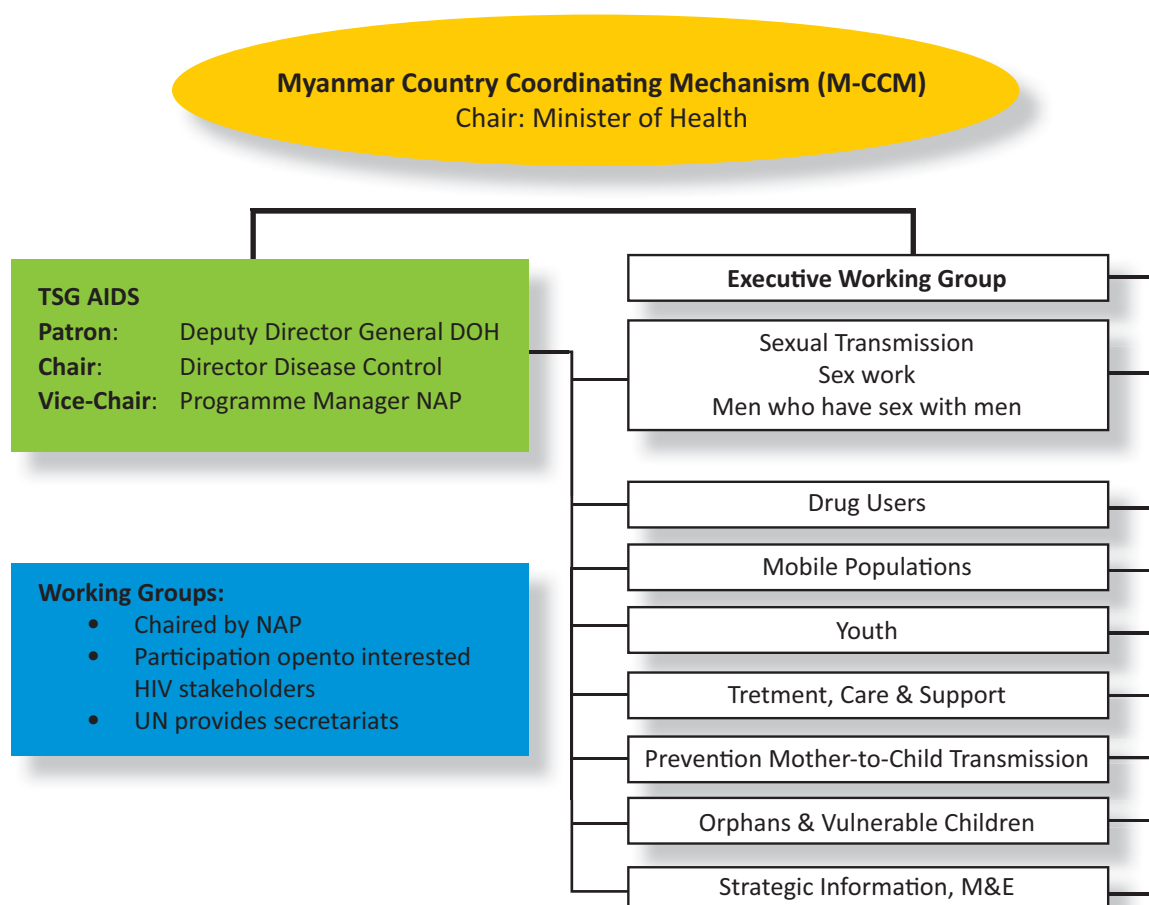 Myanmar Country Coordinating Mechanism (M-CCM)
Chair: Minister of Health
TSG AIDS
Patron: Deputy Director General DOH
Chair: Director Disease Control
Vice-Chair: Programme Manager NAP
Working Groups:
• Chaired by NAP
• Participation opento interested
HIV stakeholders
• UN provides secretariats
Executive Working Group
Sexual Transmission
Sex work
Men who have sex with men
Drug Users
Mobile Populations
Youth
Tretment, Care & Support
Prevention Mother-to-Child Transmission
Orphans & Vulnerable Children
Strategic Information, M&E